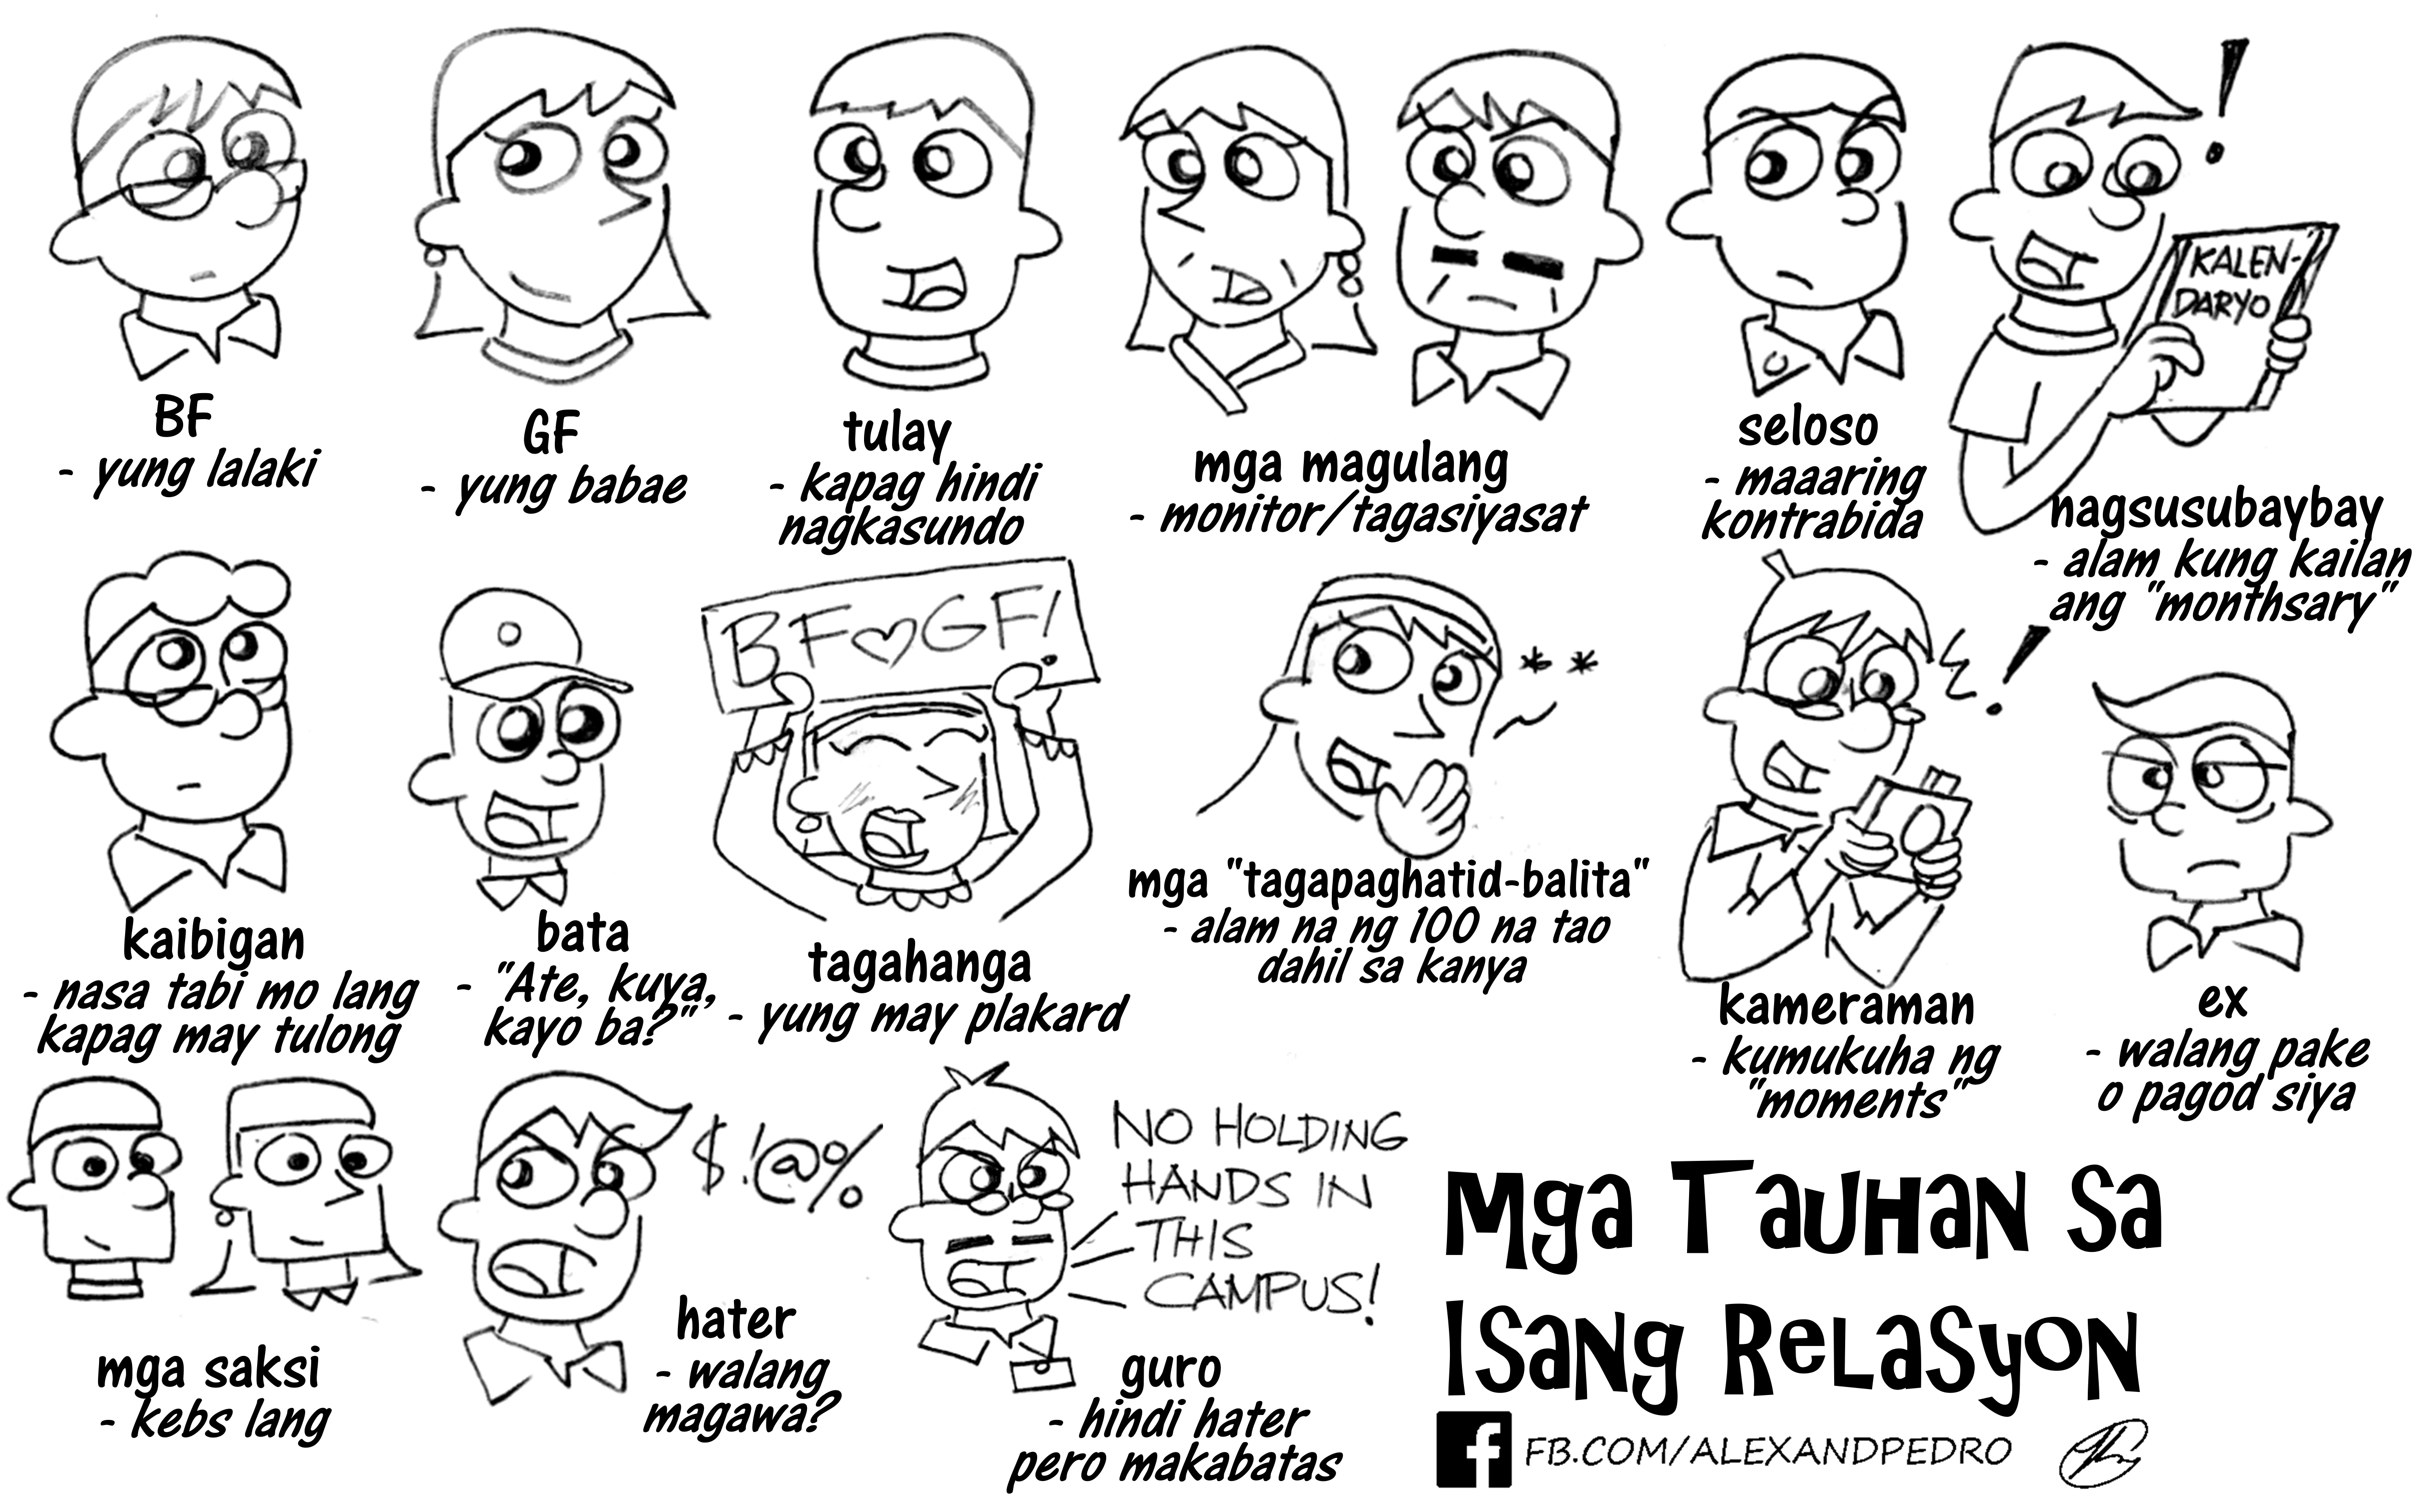 BF
- yung lalaki
GF
- yung babae
tulay
- kapag hindi
nagkasundo
mga magulang
- monitor/tagasiyasat
seloso
- maaaring
kontrabida
!
KALEN-
DARYO
nagsusubaybay
- alam kung kailan
ang "monthsary"
kaibigan
- nasa tabi mo lang
kapag may tulong
bata
- "Ate, kuya,
kayo ba?"
BF♡GF!
tagahanga
- yung may plakard
* *
mga "tagapaghatid-balita"
- alam na ng 100 na tao
dahil sa kanya
!
kameraman
- kumukuha ng
"moments"
ex
- walang pake
o pagod siya
mga saksi
- kebs lang
$!@%
hater
- walang
magawa?
NO HOLDING
HANDS IN
THIS
CAMPUS!
guro
- hindi hater
pero makabatas
Mga Tauhan sa
Isang Relasyon
f FB.COM/ALEXANDPEDRO